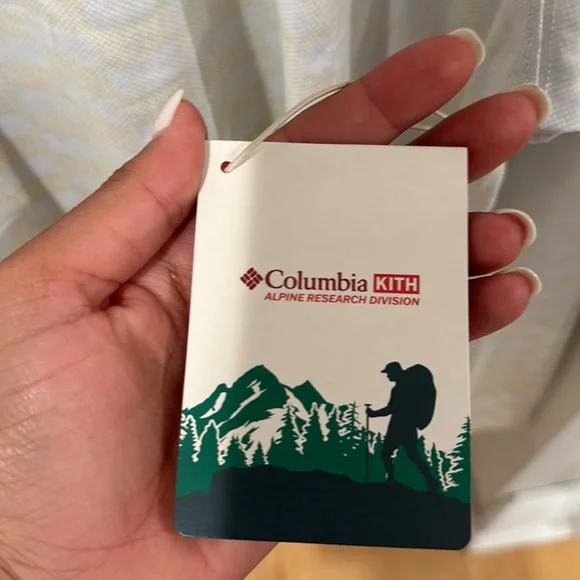 Columbia KITH
ALPINE RESEARCH DIVISION